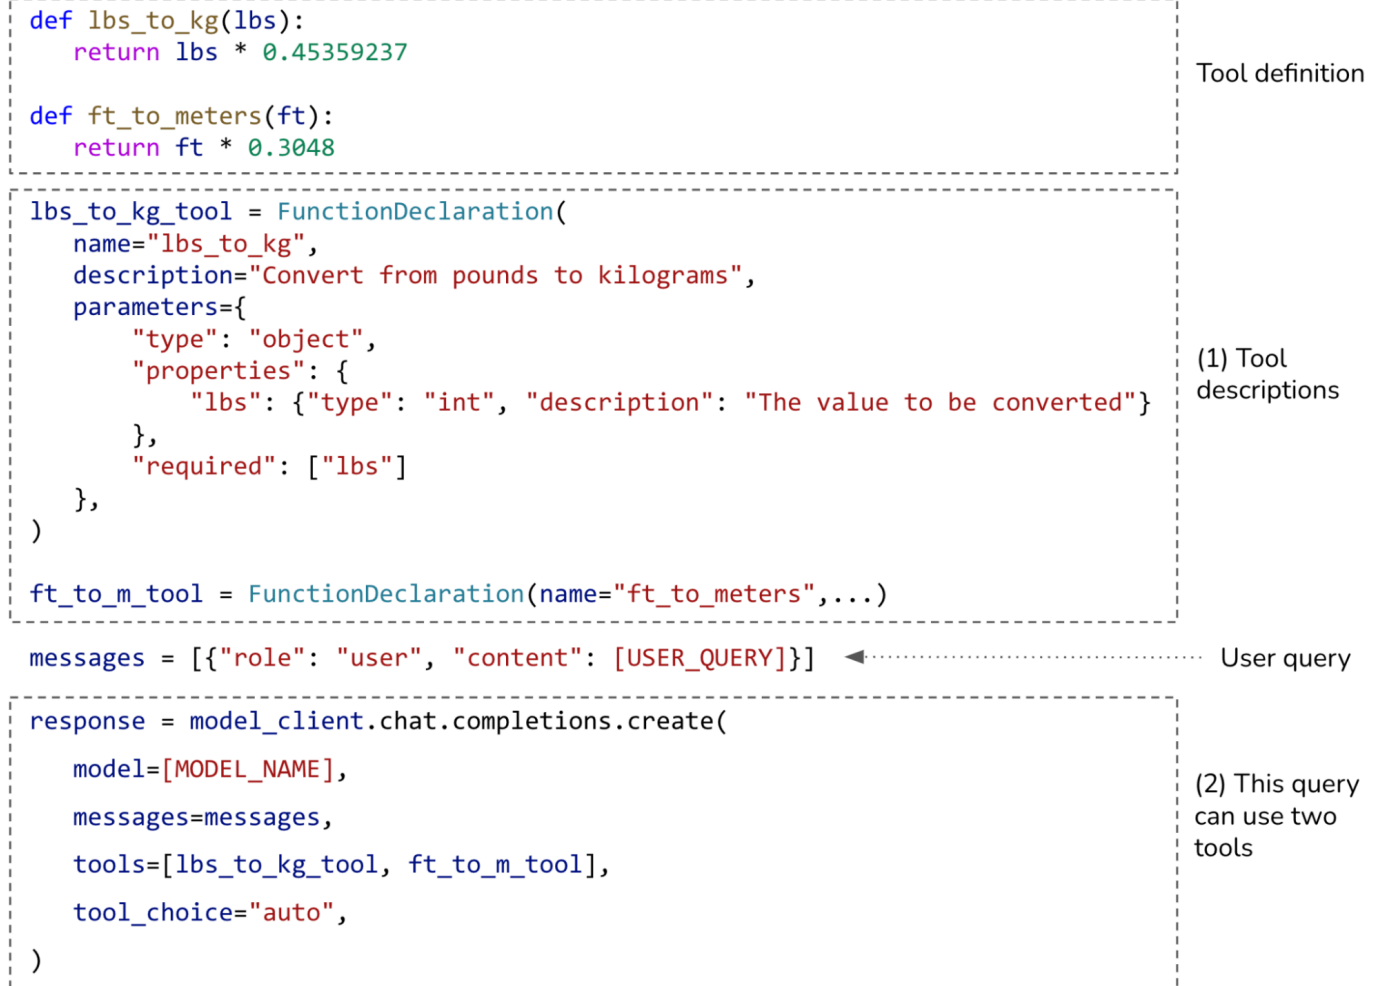 def lbs_to_kg(lbs):
return lbs * 0.45359237
def ft_to_meters(ft):
return ft * 0.3048
Tool definition
lbs_to_kg_tool = FunctionDeclaration(
name="lbs_to_kg",
description="Convert from pounds to kilograms",
parameters={
"type": "object",
"properties": {
"lbs": {"type": "int", "description": "The value to be converted"}
},
"required": ["lbs"]
},
)
ft_to_m_tool = FunctionDeclaration(name="ft_to_meters",...)
(1) Tool
descriptions
messages = [{"role": "user", "content": [USER_QUERY]}]
User query
response = model_client.chat.completions.create(
model=[MODEL_NAME],
messages=messages,
tools=[lbs_to_kg_tool, ft_to_m_tool],
tool_choice="auto",
)
(2) This query
can use two
tools